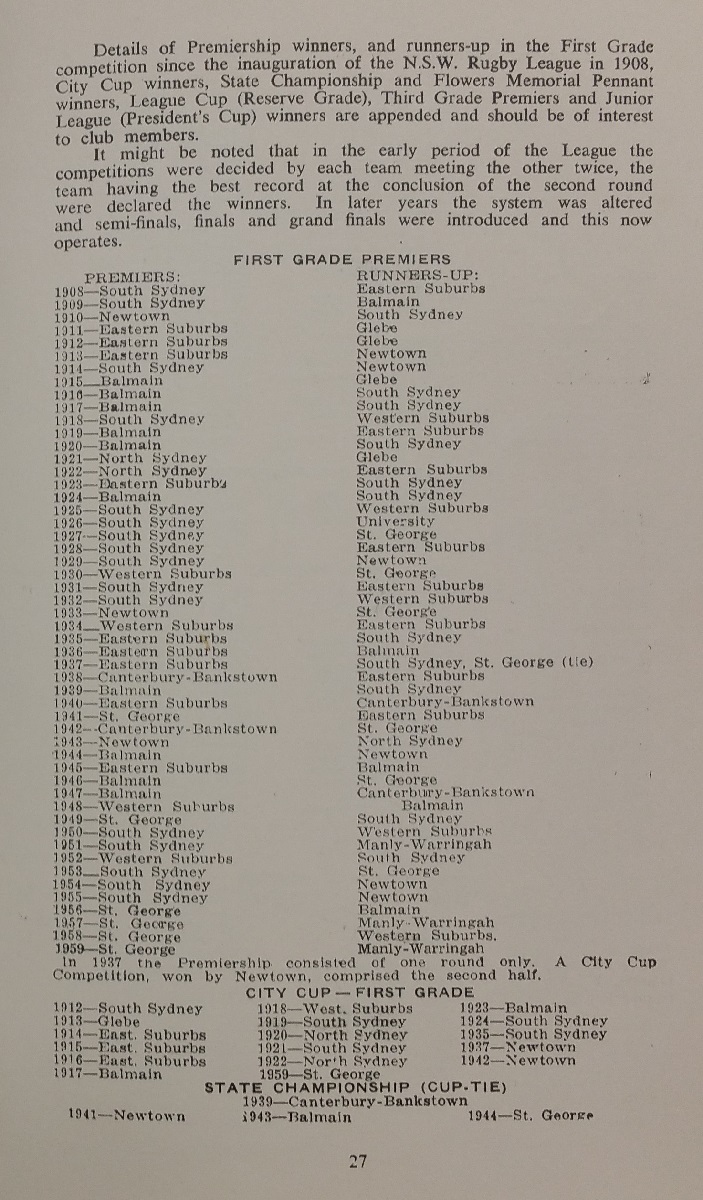 Details of Premiership winners, and runners-up in the First Grade
competition since the inauguration of the N.S.W. Rugby League in 1908,
City Cup winners, State Championship and Flowers Memorial Pennant
winners, League Cup (Reserve Grade), Third Grade Premiers and Junior
League (President's Cup) winners are appended and should be of interest
to club members.
It might be noted that in the early period of the League the
competitions were decided by each team meeting the other twice, the
team having the best record at the conclusion of the second round
were declared the winners. In later years the system was altered
and semi-finals, finals and grand finals were introduced and this now
operates.
FIRST GRADE PREMIERS
PREMIERS: RUNNERS-UP:
1908—South Sydney Eastern Suburbs
1909—South Sydney Balmain
1910—Newtown South Sydney
1911—Eastern Suburbs Glebe
1912—Eastern Suburbs Glebe
1913—Eastern Suburbs Newtown
1914—South Sydney Newtown
1915—Balmain Glebe
1916—Balmain South Sydney
1917—Balmain South Sydney
1918—South Sydney Western Suburbs
1919—Balmain Eastern Suburbs
1920—Balmain South Sydney
1921—North Sydney Glebe
1922—North Sydney Eastern Suburbs
1923—Eastern Suburbs South Sydney
1924—Balmain South Sydney
1925—South Sydney Western Suburbs
1926—South Sydney University
1927—South Sydney St. George
1928—South Sydney Eastern Suburbs
1929—South Sydney Newtown
1930—Western Suburbs St. George
1931—South Sydney Eastern Suburbs
1932—South Sydney Western Suburbs
1933—Newtown St. George
1934—Western Suburbs Eastern Suburbs
1935—Eastern Suburbs South Sydney
1936—Eastern Suburbs Balmain
1937—Eastern Suburbs South Sydney, St. George (tie)
1938—Canterbury-Bankstown Eastern Suburbs
1939—Balmain South Sydney
1940—Eastern Suburbs Canterbury-Bankstown
1941—St. George Eastern Suburbs
1942—Canterbury-Bankstown St. George
1943—Newtown North Sydney
1944—Balmain Newtown
1945—Eastern Suburbs Balmain
1946—Balmain St. George
1947—Balmain Canterbury-Bankstown
1948—Western Suburbs Balmain
1949—St. George South Sydney
1950—South Sydney Western Suburbs
1951—South Sydney Manly-Warringah
1952—Western Suburbs South Sydney
1953—South Sydney St. George
1954—South Sydney Newtown
1955—South Sydney Newtown
1956—St. George Balmain
1957—St. George Manly-Warringah
1958—St. George Western Suburbs.
1959—St. George Manly-Warringah
In 1937 the Premiership consisted of one round only. A City Cup
Competition, won by Newtown, comprised the second half.
CITY CUP — FIRST GRADE
1912—South Sydney 1918—West. Suburbs 1923—Balmain
1913—Glebe 1919—South Sydney 1924—South Sydney
1914—East. Suburbs 1920—North Sydney 1935—South Sydney
1915—East. Suburbs 1921—South Sydney 1937—Newtown
1916—East. Suburbs 1922—North Sydney 1942—Newtown
1917—Balmain 1959—St. George
STATE CHAMPIONSHIP (CUP-TIE)
1939—Canterbury-Bankstown
1941—Newtown 1943—Balmain 1944—St. George
27